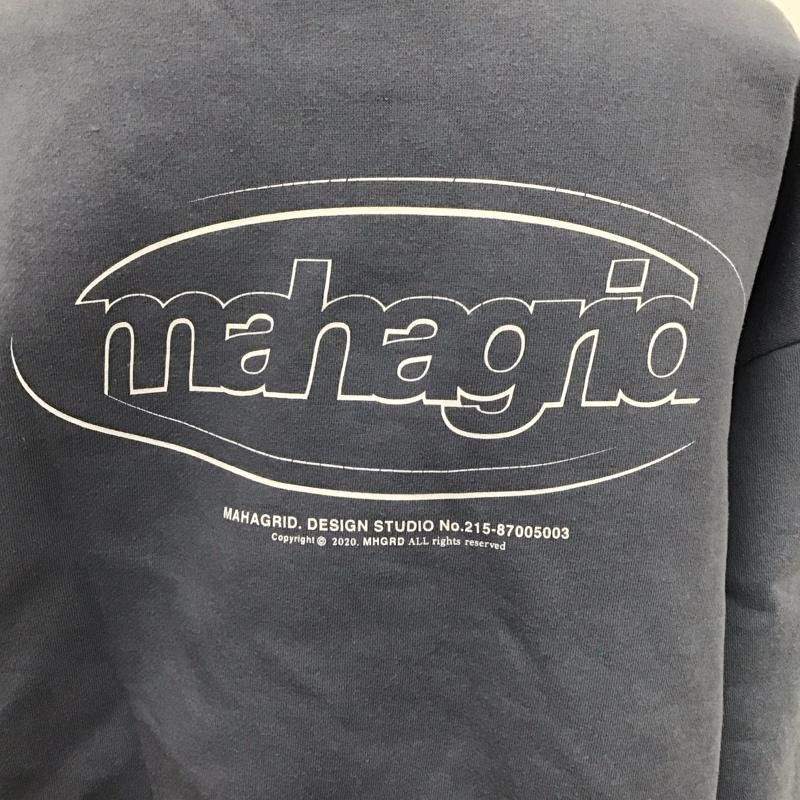 mahagrid
MAHAGRID. DESIGN STUDIO No.215-87005003
Copyright © 2020. MHGRD ALL rights reserved